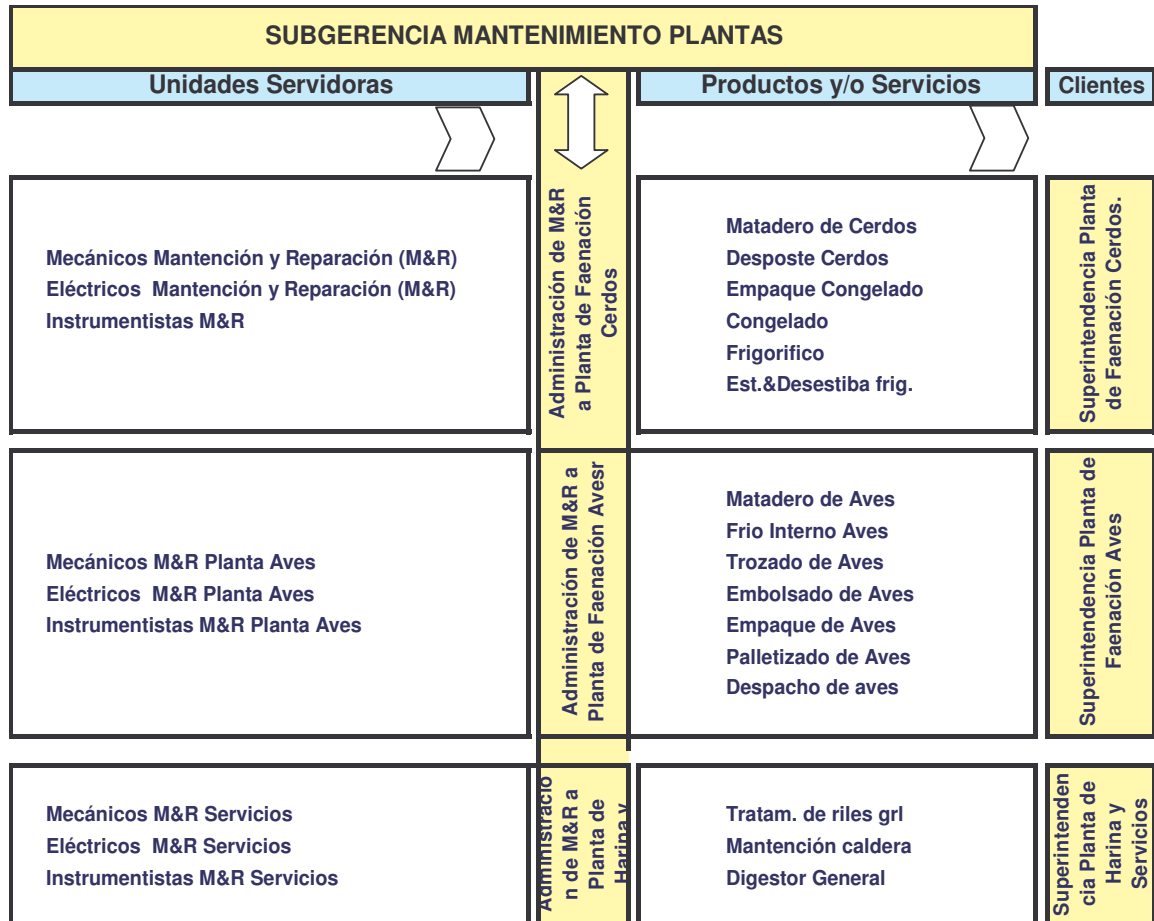 SUBGERENCIA MANTENIMIENTO PLANTAS
Unidades Servidoras
Productos y/o Servicios
Clientes
Mecánicos Mantención y Reparación (M&R)
Eléctricos Mantención y Reparación (M&R)
Instrumentistas M&R
Administración de M&R
a Planta de Faenación
Cerdos
Matadero de Cerdos
Desposte Cerdos
Empaque Congelado
Congelado
Frigorifico
Est.&Desestiba frig.
Superintendencia Planta
de Faenación Cerdos.
Mecánicos M&R Planta Aves
Eléctricos M&R Planta Aves
Instrumentistas M&R Planta Aves
Administración de M&R a
Planta de Faenación Avesr
Matadero de Aves
Frio Interno Aves
Trozado de Aves
Embolsado de Aves
Empaque de Aves
Palletizado de Aves
Despacho de aves
Superintendencia Planta de
Faenación Aves
Mecánicos M&R Servicios
Eléctricos M&R Servicios
Instrumentistas M&R Servicios
Administració
n de M&R a
Planta de
Harina y
Tratam. de riles grl
Mantención caldera
Digestor General
Superintenden
cia Planta de
Harina y
Servicios